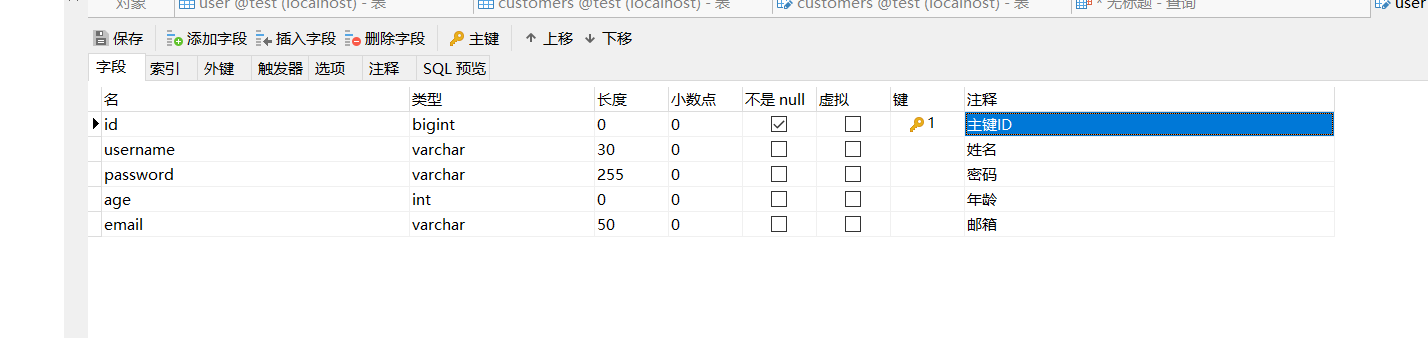 对象 user @test (localhost) - 表 customers @test (localhost) - 表 customers @test (localhost) - 表 * 无标题 - 查询 user
保存 添加字段 插入字段 删除字段 主键 上移 下移
字段 索引 外键 触发器 选项 注释 SQL 预览
名 类型 长度 小数点 不是 null 虚拟 键 注释
id bigint 0 0 1 主键ID
username varchar 30 0 姓名
password varchar 255 0 密码
age int 0 0 年龄
email varchar 50 0 邮箱